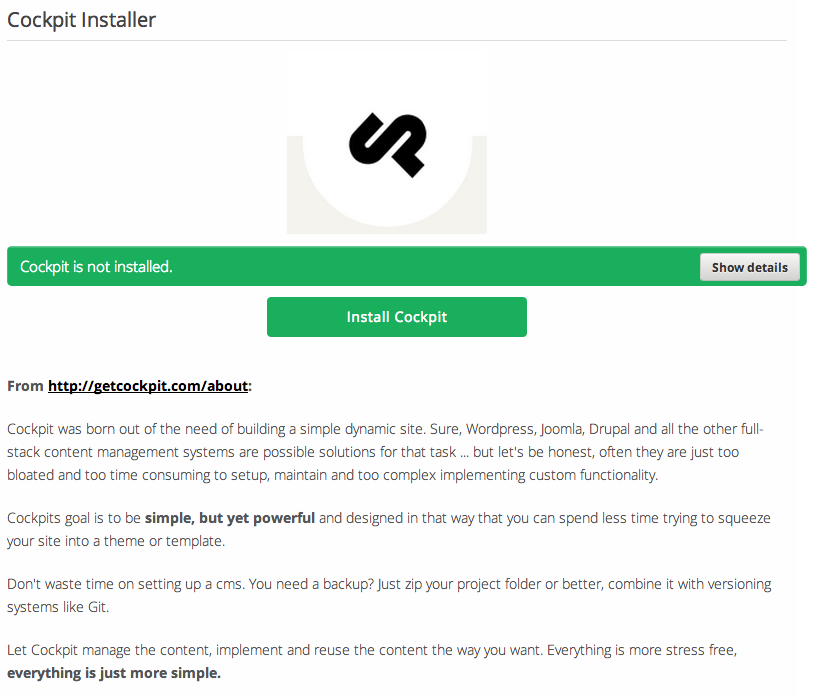 Cockpit Installer
Cockpit is not installed.
Show details
Install Cockpit
From http://getcockpit.com/about:
Cockpit was born out of the need of building a simple dynamic site. Sure, Wordpress, Joomla, Drupal and all the other full-
stack content management systems are possible solutions for that task ... but let's be honest, often they are just too
bloated and too time consuming to setup, maintain and too complex implementing custom functionality.
Cockpits goal is to be simple, but yet powerful and designed in that way that you can spend less time trying to squeeze
your site into a theme or template.
Don't waste time on setting up a cms. You need a backup? Just zip your project folder or better, combine it with versioning
systems like Git.
Let Cockpit manage the content, implement and reuse the content the way you want. Everything is more stress free,
everything is just more simple.